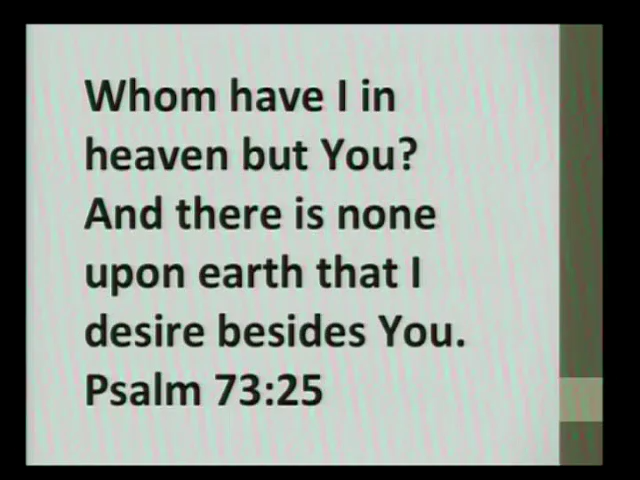 Whom have I in
heaven but You?
And there is none
upon earth that I
desire besides You.
Psalm 73:25